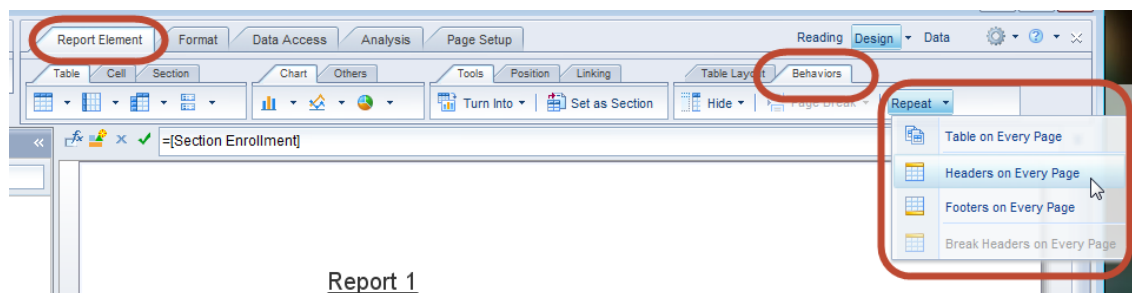 Report Element Format Data Access Analysis Page Setup Reading Design Data
Table Cell Section Chart Others Tools Position Linking Table Layout Behaviors
Turn Into Set as Section Hide Page Break Repeat
=[Section Enrollment]
Table on Every Page
Headers on Every Page
Footers on Every Page
Break Headers on Every Page
Report 1